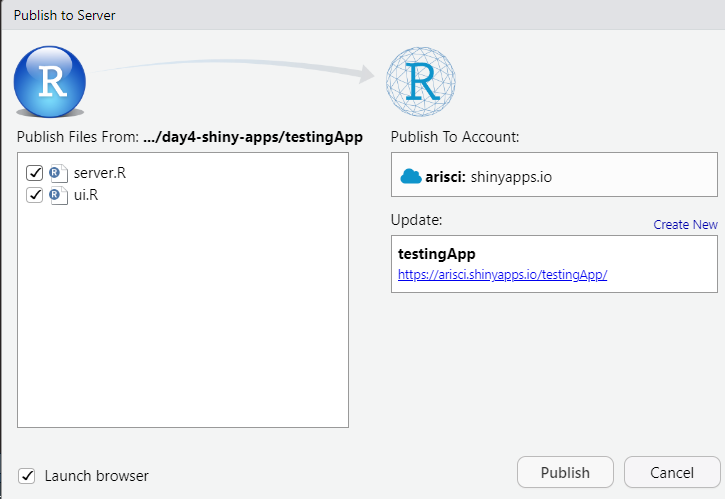 Publish to Server
R
R
Publish Files From: .../day4-shiny-apps/testingApp
R server.R
R ui.R
Publish To Account:
arisci: shinyapps.io
Update:
Create New
testingApp
https://arisci.shinyapps.io/testingApp/
Launch browser
Publish
Cancel